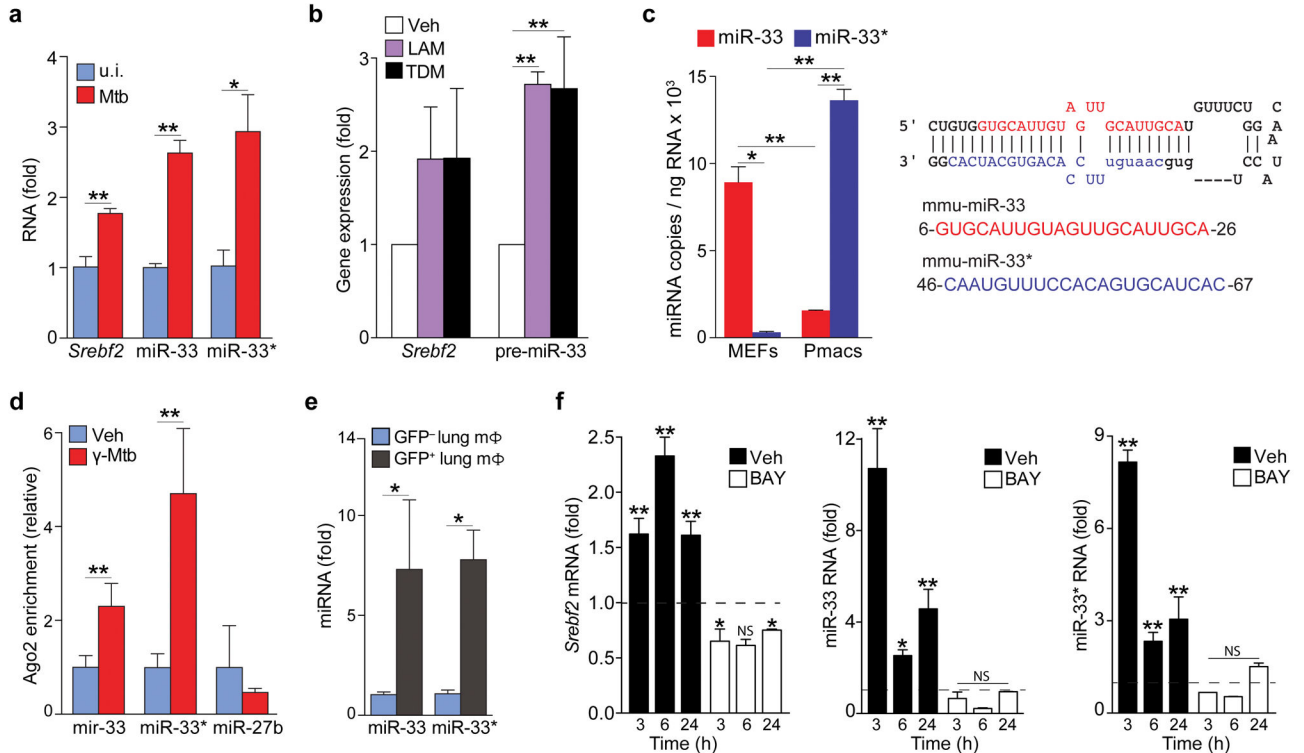 a
u.i.
Mtb
RNA (fold)
4
3
2
1
0
**
**
*
Srebf2 miR-33 miR-33*
b
Veh
LAM
TDM
Gene expression (fold)
3
2
1
0
**
**
Srebf2 pre-miR-33
c
miR-33 miR-33*
miRNA copies / ng RNA x 10³
15
10
5
0
**
**
**
*
MEFs Pmacs
A UU GUUUCU C
5' CUGUGGUGCAUUGU G GCAUUGCAU GG A
A
3' GGCACUACGUGACA C uguaacgug CC U
C UU ----U A
mmu-miR-33
6-GUGCAUUGUAGUUGCAUUGCA-26
mmu-miR-33*
46-CAAUGUUUCCACAGUGCAUCAC-67
d
Veh
γ-Mtb
Ago2 enrichment (relative)
6
4
2
0
**
**
mir-33 miR-33* miR-27b
e
GFP⁻ lung mΦ
GFP⁺ lung mΦ
miRNA (fold)
14
10
5
0
*
*
miR-33 miR-33*
f
Srebf2 mRNA (fold)
2.5
2.0
1.5
1.0
0.5
0.0
Veh
BAY
** ** **
* NS *
3 6 24 3 6 24
Time (h)
miR-33 RNA (fold)
12
8
4
0
Veh
BAY
** * **
NS
3 6 24 3 6 24
Time (h)
miR-33* RNA (fold)
9
6
3
0
Veh
BAY
** ** **
NS
3 6 24 3 6 24
Time (h)